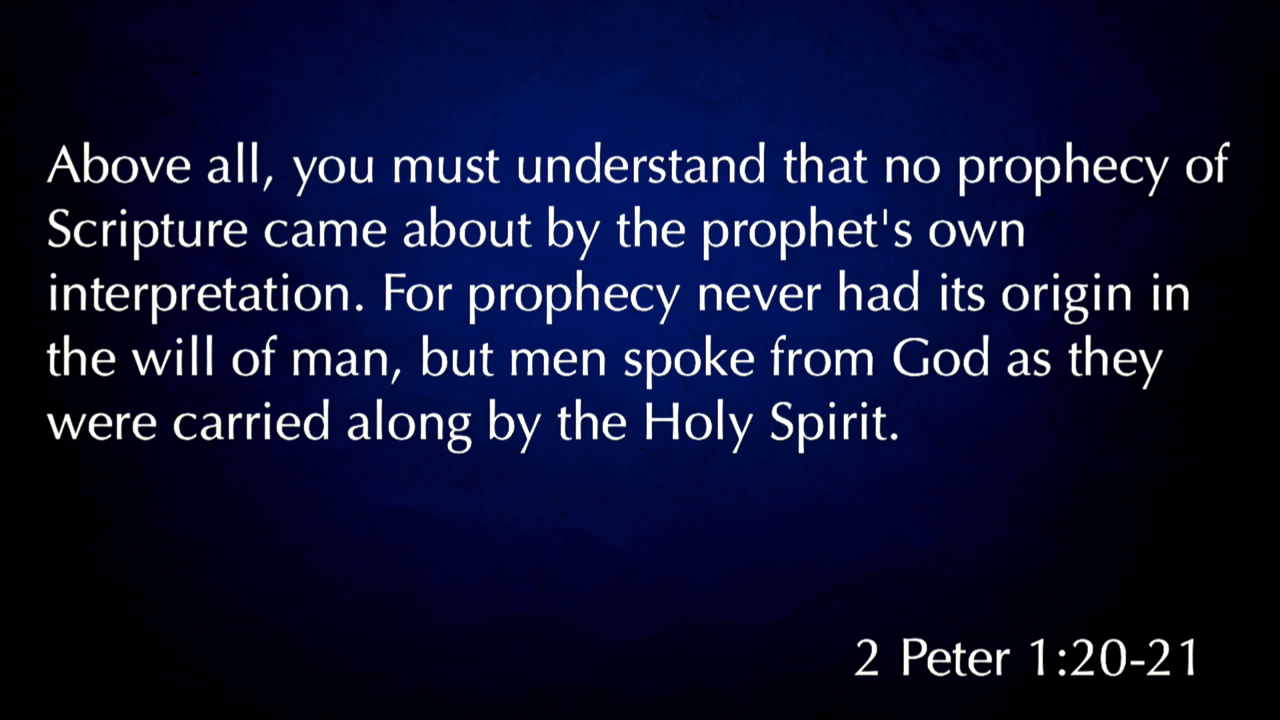 Above all, you must understand that no prophecy of
Scripture came about by the prophet's own
interpretation. For prophecy never had its origin in
the will of man, but men spoke from God as they
were carried along by the Holy Spirit.
2 Peter 1:20-21